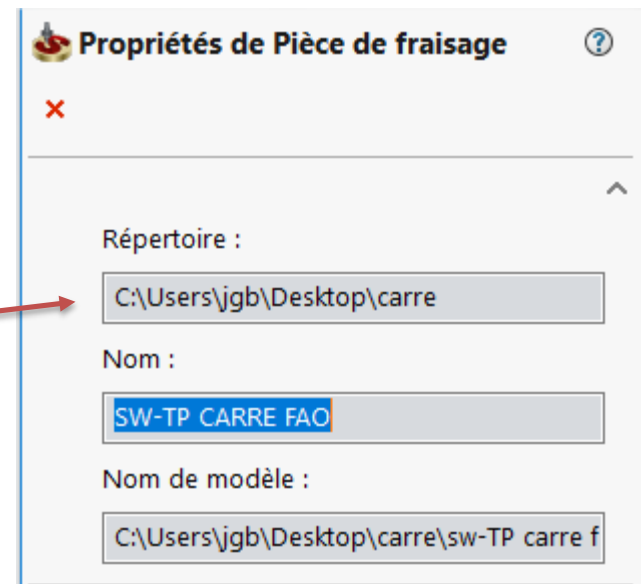 Propriétés de Pièce de fraisage
Répertoire :
C:\Users\jgb\Desktop\carre
Nom :
SW-TP CARRE FAO
Nom de modèle :
C:\Users\jgb\Desktop\carre\sw-TP carre f